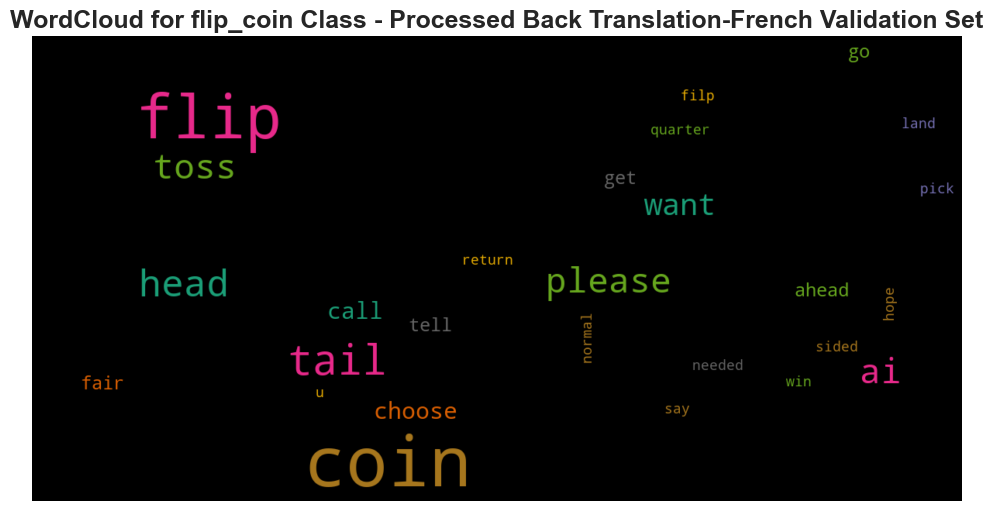 WordCloud for flip_coin Class - Processed Back Translation-French Validation Set
go
flip
filp
quarter
land
toss
get
pick
want
return
head
please
ahead
hope
call
tell
normal
tail
sided
needed
ai
fair
u
win
choose
say
coin